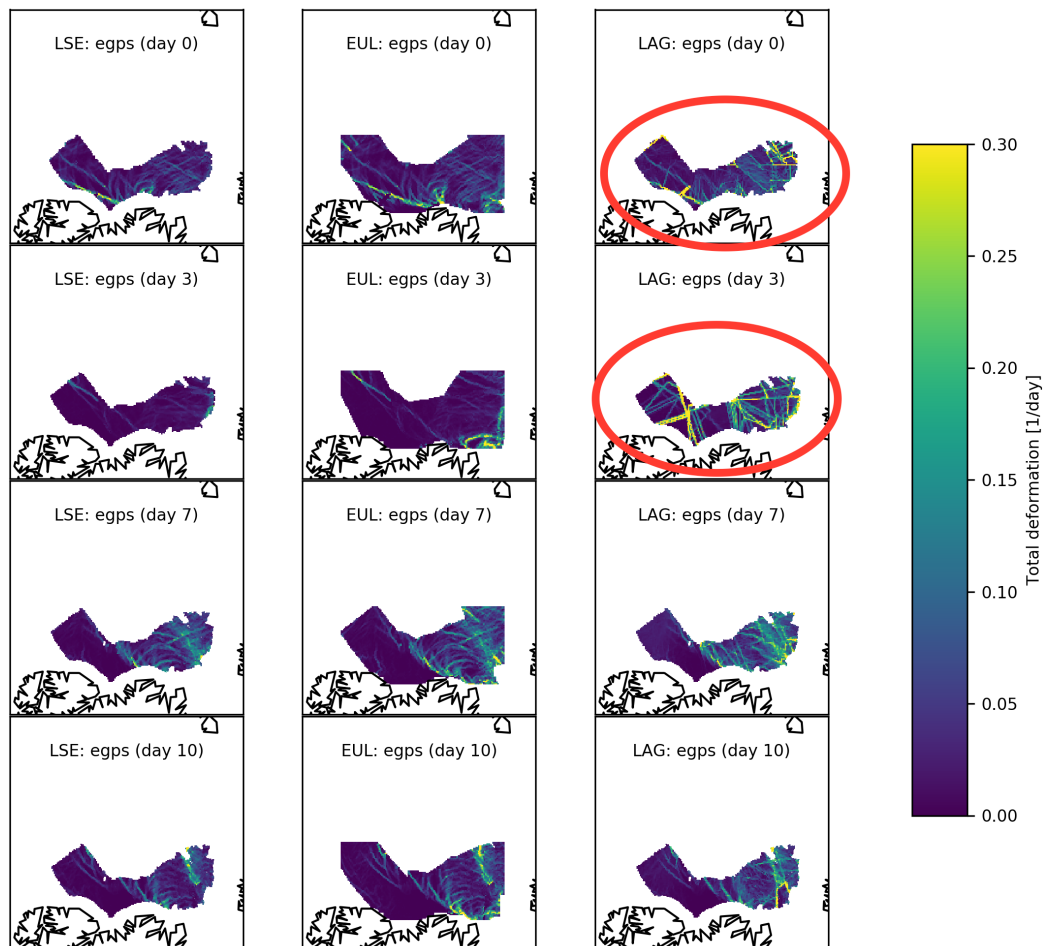 LSE: egps (day 0)
EUL: egps (day 0)
LAG: egps (day 0)
LSE: egps (day 3)
EUL: egps (day 3)
LAG: egps (day 3)
LSE: egps (day 7)
EUL: egps (day 7)
LAG: egps (day 7)
LSE: egps (day 10)
EUL: egps (day 10)
LAG: egps (day 10)
0.30
0.25
0.20
0.15
0.10
0.05
0.00
Total deformation [1/day]